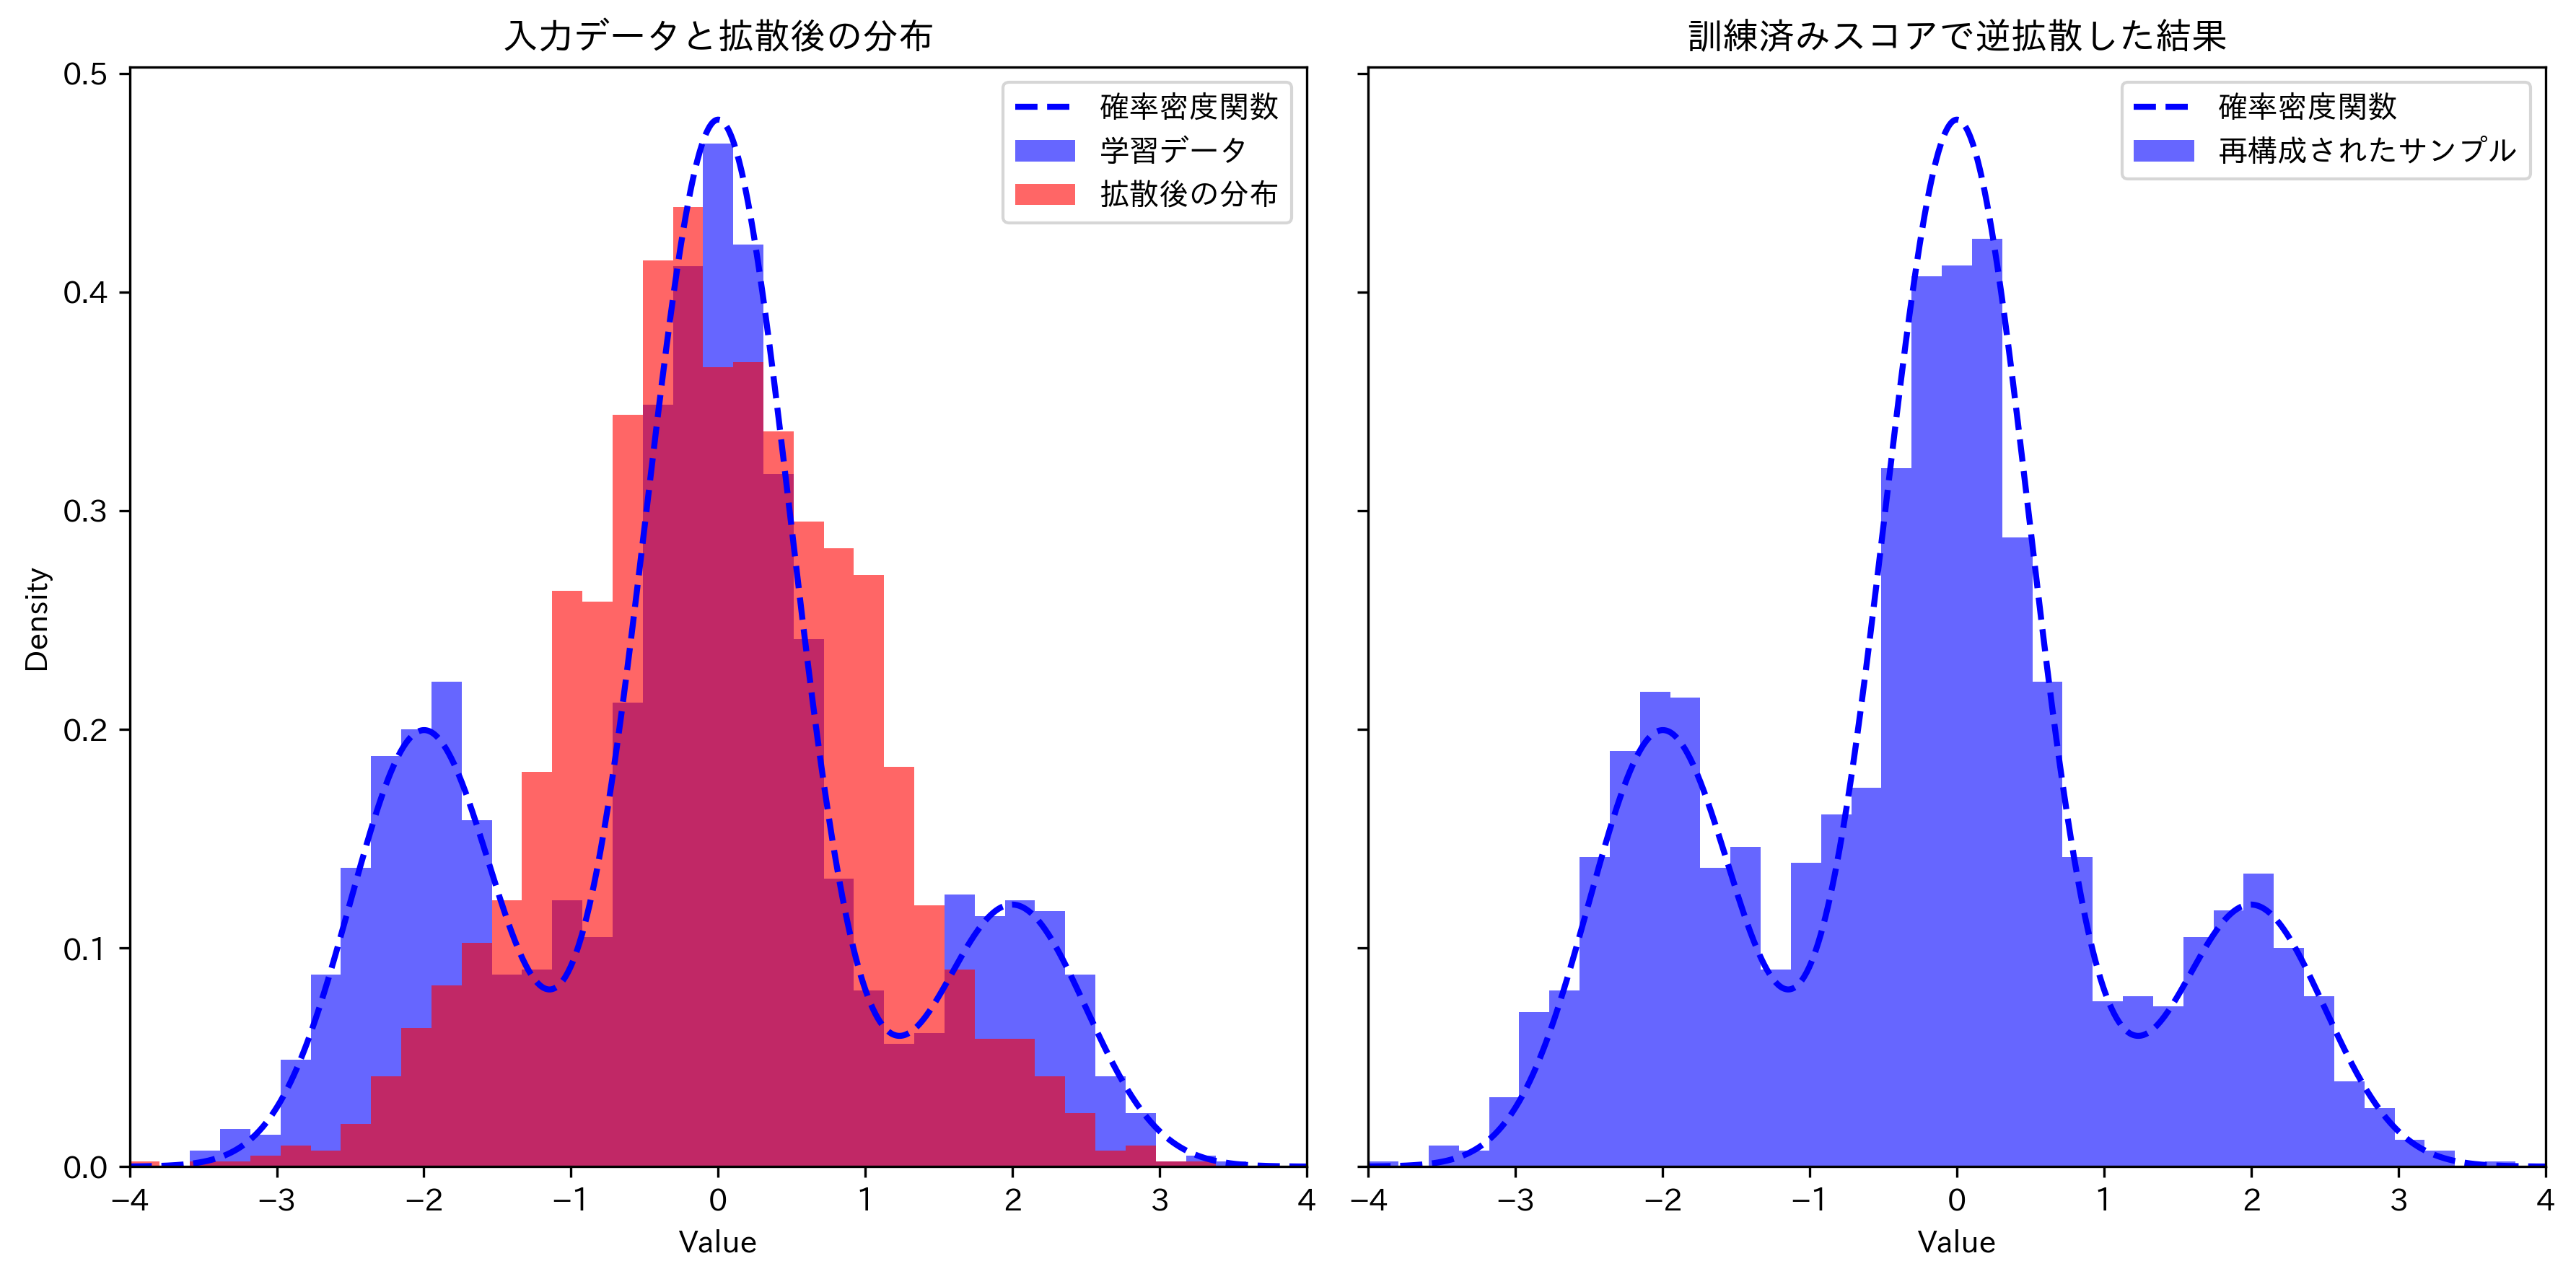 入力データと拡散後の分布
0.5
0.4
0.3
0.2
0.1
0.0
Density
確率密度関数
学習データ
拡散後の分布
−4 −3 −2 −1 0 1 2 3 4
Value
訓練済みスコアで逆拡散した結果
確率密度関数
再構成されたサンプル
−4 −3 −2 −1 0 1 2 3 4
Value